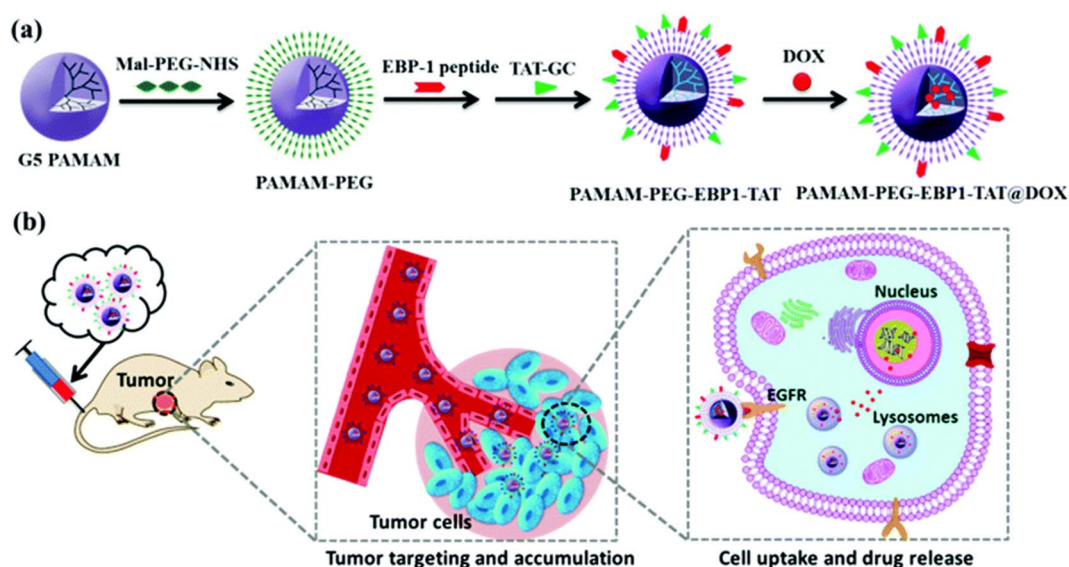 (a)
Mal-PEG-NHS
EBP-1 peptide
TAT-GC
DOX
G5 PAMAM
PAMAM-PEG
PAMAM-PEG-EBP1-TAT
PAMAM-PEG-EBP1-TAT@DOX
(b)
Tumor
Tumor cells
Tumor targeting and accumulation
Nucleus
EGFR
Lysosomes
Cell uptake and drug release